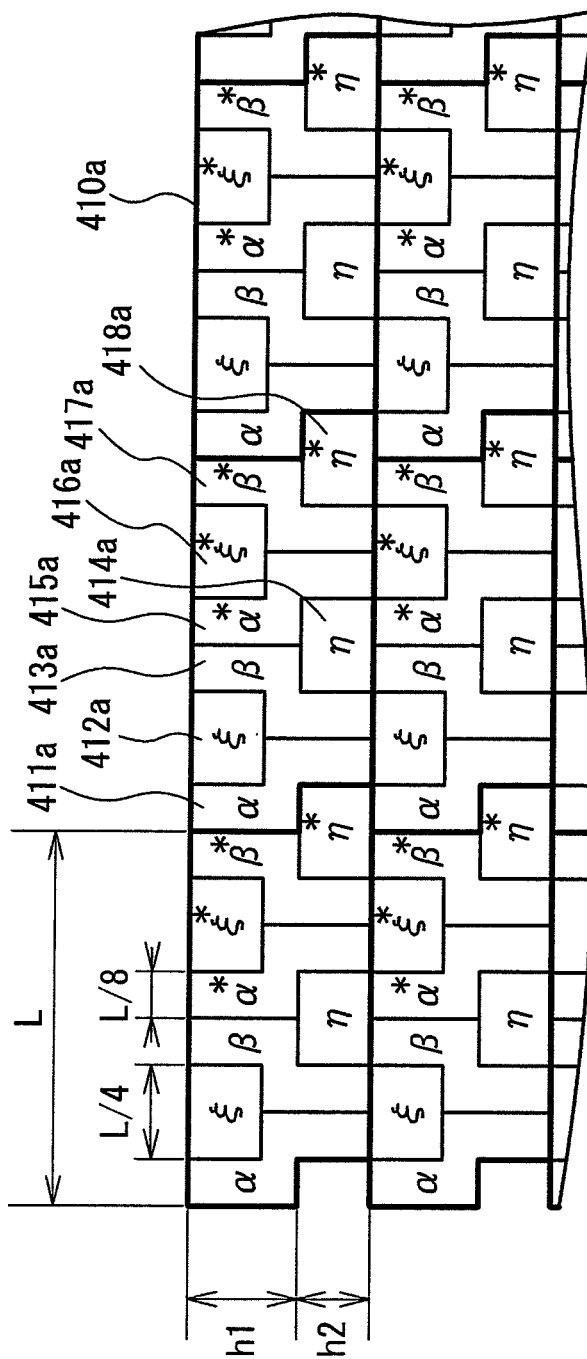 L
L/4 L/8
411a 412a 413a 415a 414a 416a 417a 418a 410a
h1
α ξ β α* ξ* β* α ξ β α* ξ* β* α ξ β α* ξ* β*
h2
η η* η η* η η*
α ξ β α* ξ* β* α ξ β α* ξ* β* α ξ β α* ξ* β*
η η* η η* η η*